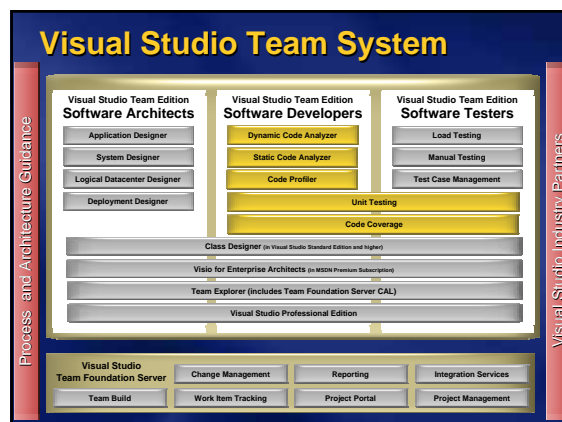 Visual Studio Team System
Process and Architecture Guidance
Visual Studio Team Edition
Software Architects
Application Designer
System Designer
Logical Datacenter Designer
Deployment Designer
Visual Studio Team Edition
Software Developers
Dynamic Code Analyzer
Static Code Analyzer
Code Profiler
Visual Studio Team Edition
Software Testers
Load Testing
Manual Testing
Test Case Management
Unit Testing
Code Coverage
Class Designer (in Visual Studio Standard Edition and higher)
Visio for Enterprise Architects (in MSDN Premium Subscription)
Team Explorer (includes Team Foundation Server CAL)
Visual Studio Professional Edition
Visual Studio
Team Foundation Server
Change Management
Reporting
Integration Services
Team Build
Work Item Tracking
Project Portal
Project Management
Visual Studio Industry Partners